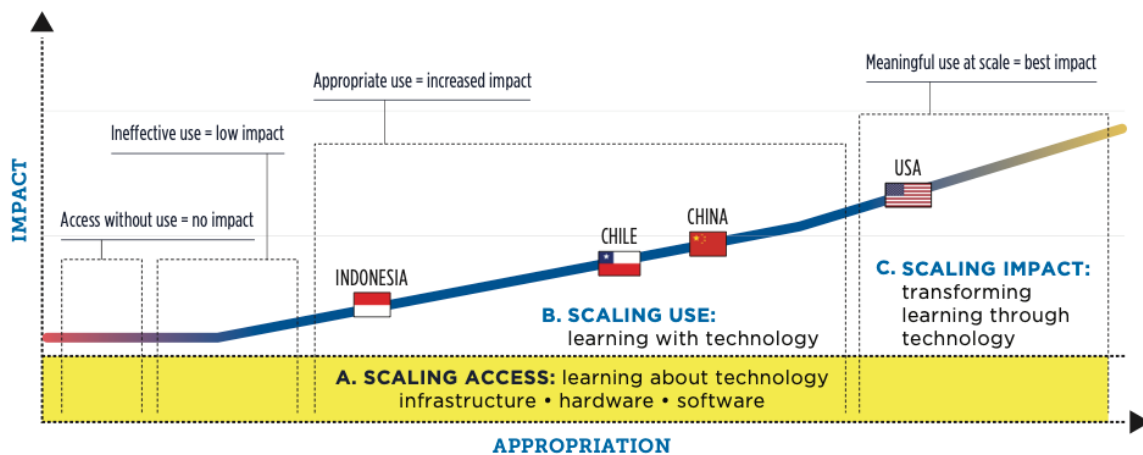 Meaningful use at scale = best impact
Appropriate use = increased impact
Ineffective use = low impact
Access without use = no impact
IMPACT
USA
CHINA
CHILE
INDONESIA
B. SCALING USE:
learning with technology
C. SCALING IMPACT:
transforming
learning through
technology
A. SCALING ACCESS: learning about technology
infrastructure • hardware • software
APPROPRIATION